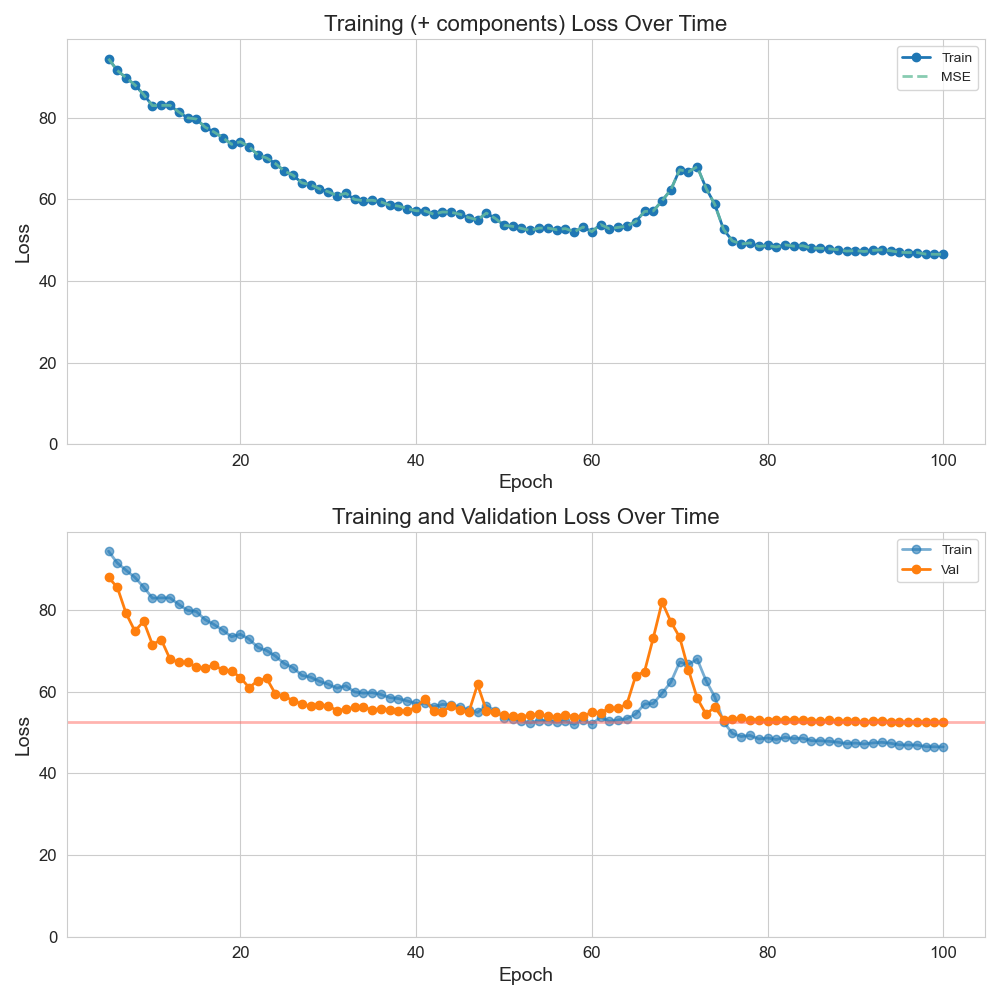 Training (+ components) Loss Over Time
Train
MSE
Loss
80
60
40
20
0
20 40 60 80 100
Epoch
Training and Validation Loss Over Time
Train
Val
Loss
80
60
40
20
0
20 40 60 80 100
Epoch